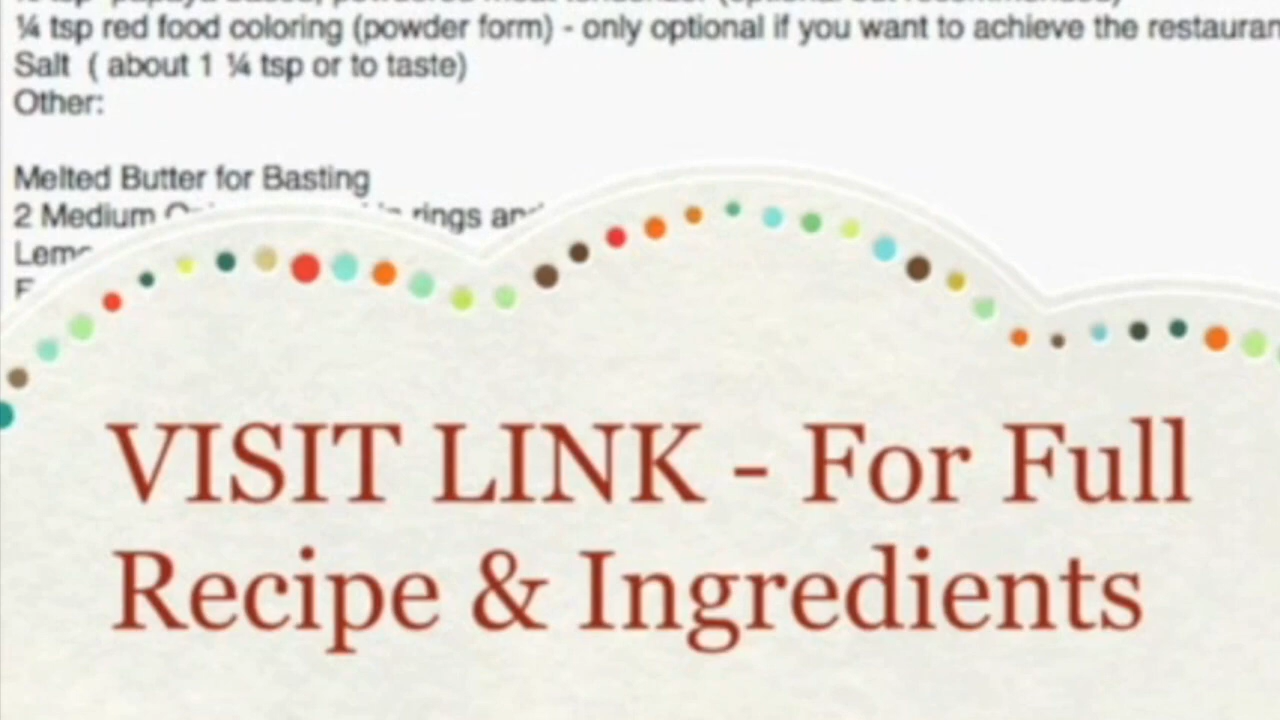 ¼ tsp red food coloring (powder form) - only optional if you want to achieve the
Salt ( about 1 ¼ tsp or to taste)
Other:
Melted Butter for Basting
2 Medium rings
VISIT LINK - For Full
Recipe & Ingredients